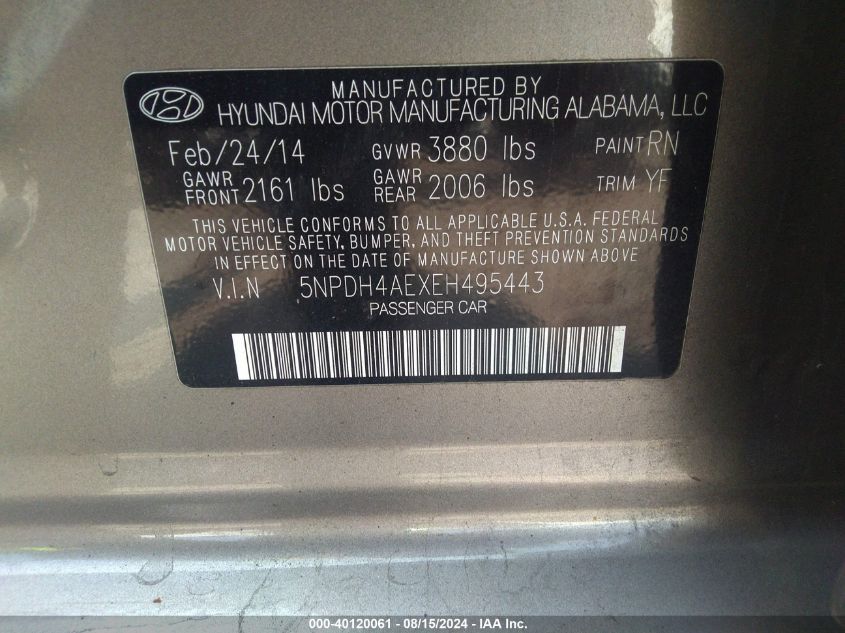 MANUFACTURED BY
HYUNDAI MOTOR MANUFACTURING ALABAMA, LLC
Feb/24/14 GVWR 3880 lbs PAINT RN
GAWR FRONT 2161 lbs GAWR REAR 2006 lbs TRIM YF
THIS VEHICLE CONFORMS TO ALL APPLICABLE U.S.A. FEDERAL
MOTOR VEHICLE SAFETY, BUMPER, AND THEFT PREVENTION STANDARDS
IN EFFECT ON THE DATE OF MANUFACTURE SHOWN ABOVE
V.I.N 5NPDH4AEXEH495443
PASSENGER CAR
000-40120061 - 08/15/2024 - IAA Inc.